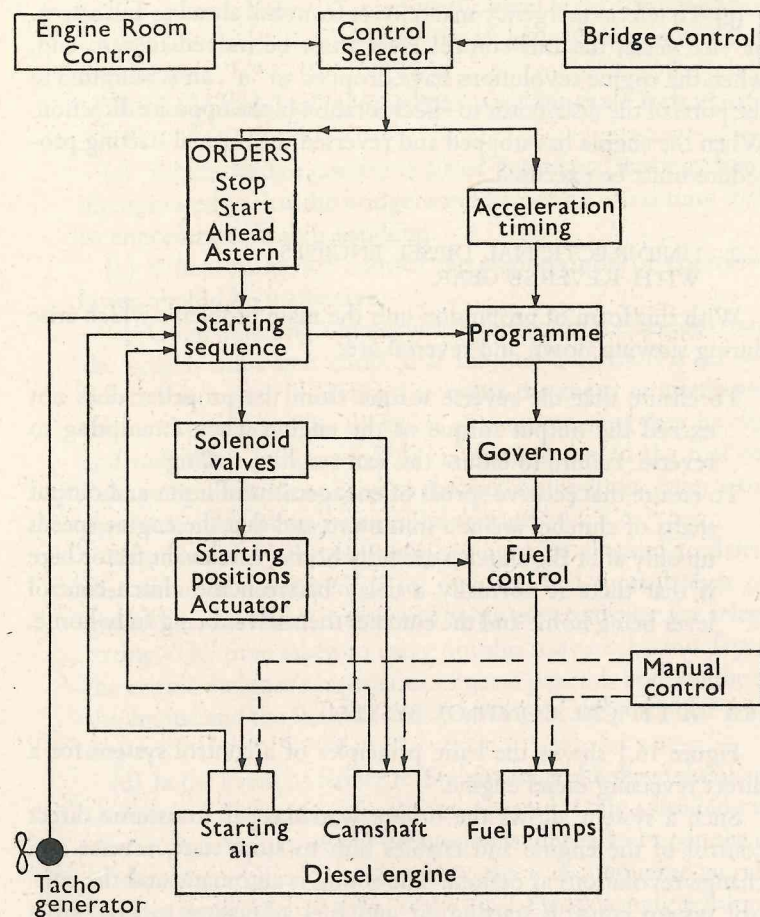 Engine Room
Control
Control
Selector
Bridge Control
ORDERS
Stop
Start
Ahead
Astern
Acceleration
timing
Starting
sequence
Programme
Solenoid
valves
Governor
Starting
positions
Actuator
Fuel
control
Manual
control
Starting
air
Camshaft
Fuel pumps
Diesel engine
Tacho
generator